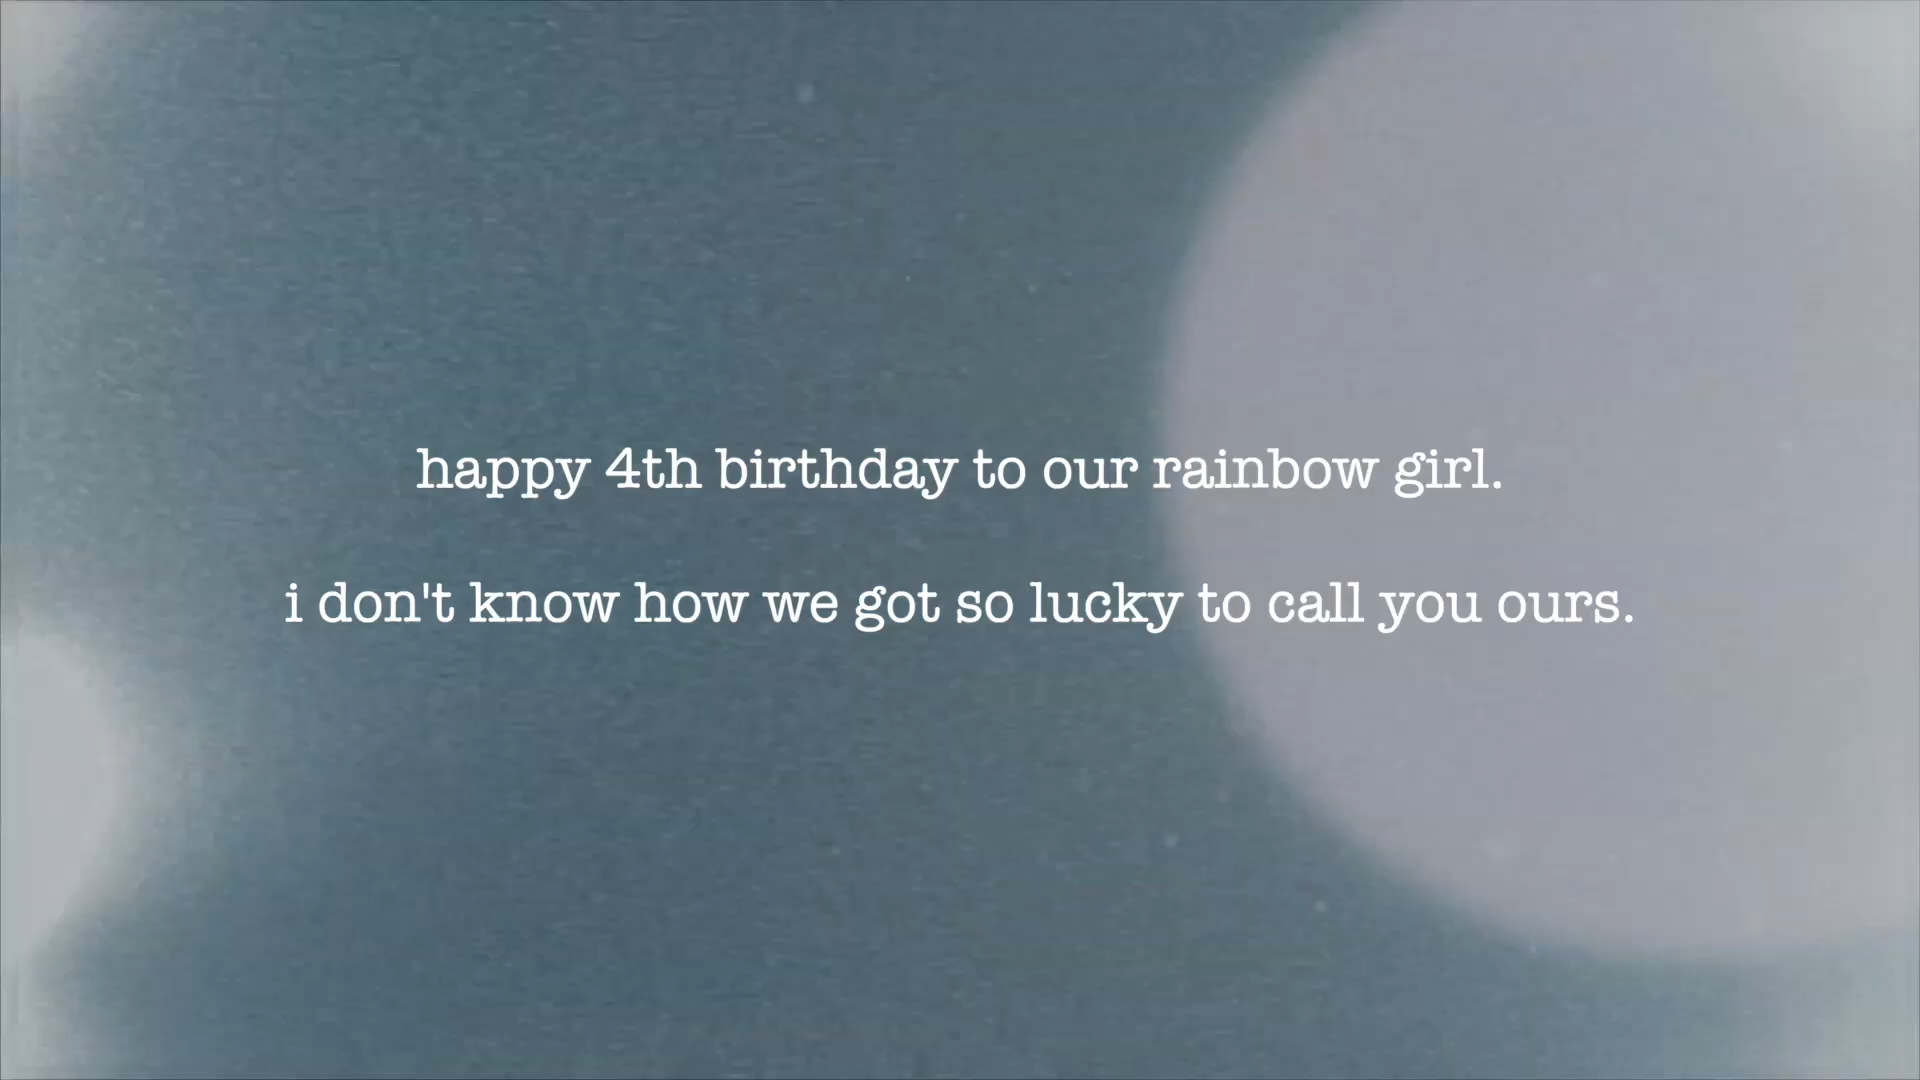 happy 4th birthday to our rainbow girl.
i don't know how we got so lucky to call you ours.